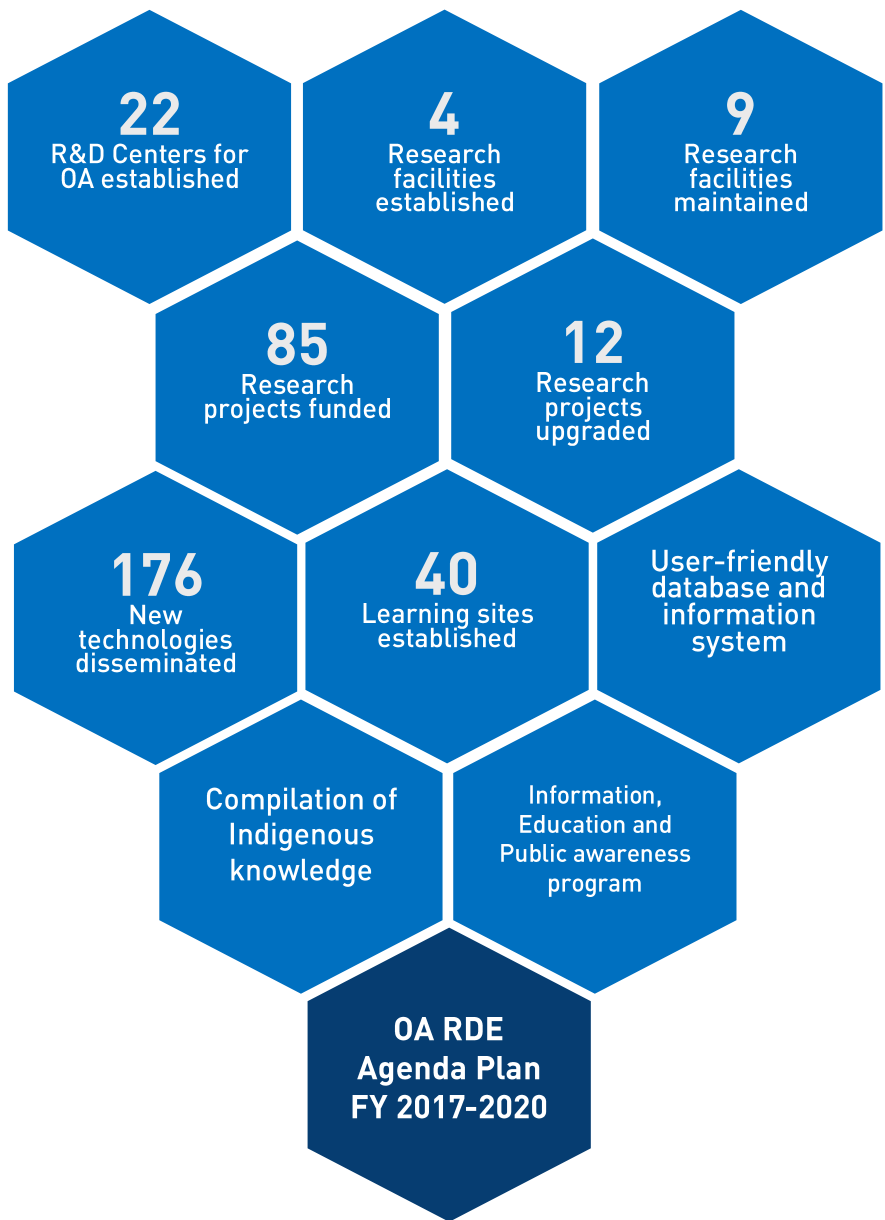 22
R&D Centers for
OA established
4
Research
facilities
established
9
Research
facilities
maintained
85
Research
projects funded
12
Research
projects
upgraded
176
New
technologies
disseminated
40
Learning sites
established
User-friendly
database and
information
system
Compilation of
Indigenous
knowledge
Information,
Education and
Public awareness
program
OA RDE
Agenda Plan
FY 2017-2020